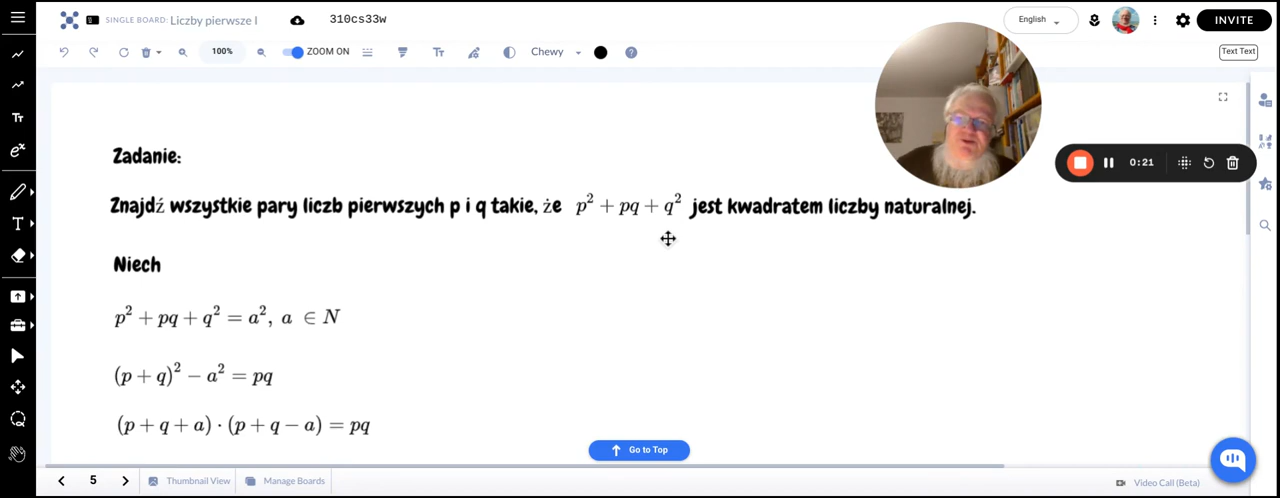 SINGLE BOARD: Liczby pierwsze I
310cs33w
English
INVITE
100%
ZOOM ON
Tт
Chewy
Text Text
Zadanie:
Znajdź wszystkie pary liczb pierwszych p i q takie, że p² + pq + q² jest kwadratem liczby naturalnej.
Niech
p² + pq + q² = a², a ∈ N
(p + q)² − a² = pq
(p + q + a) · (p + q − a) = pq
0:21
Go to Top
5
Thumbnail View
Manage Boards
Video Call (Beta)